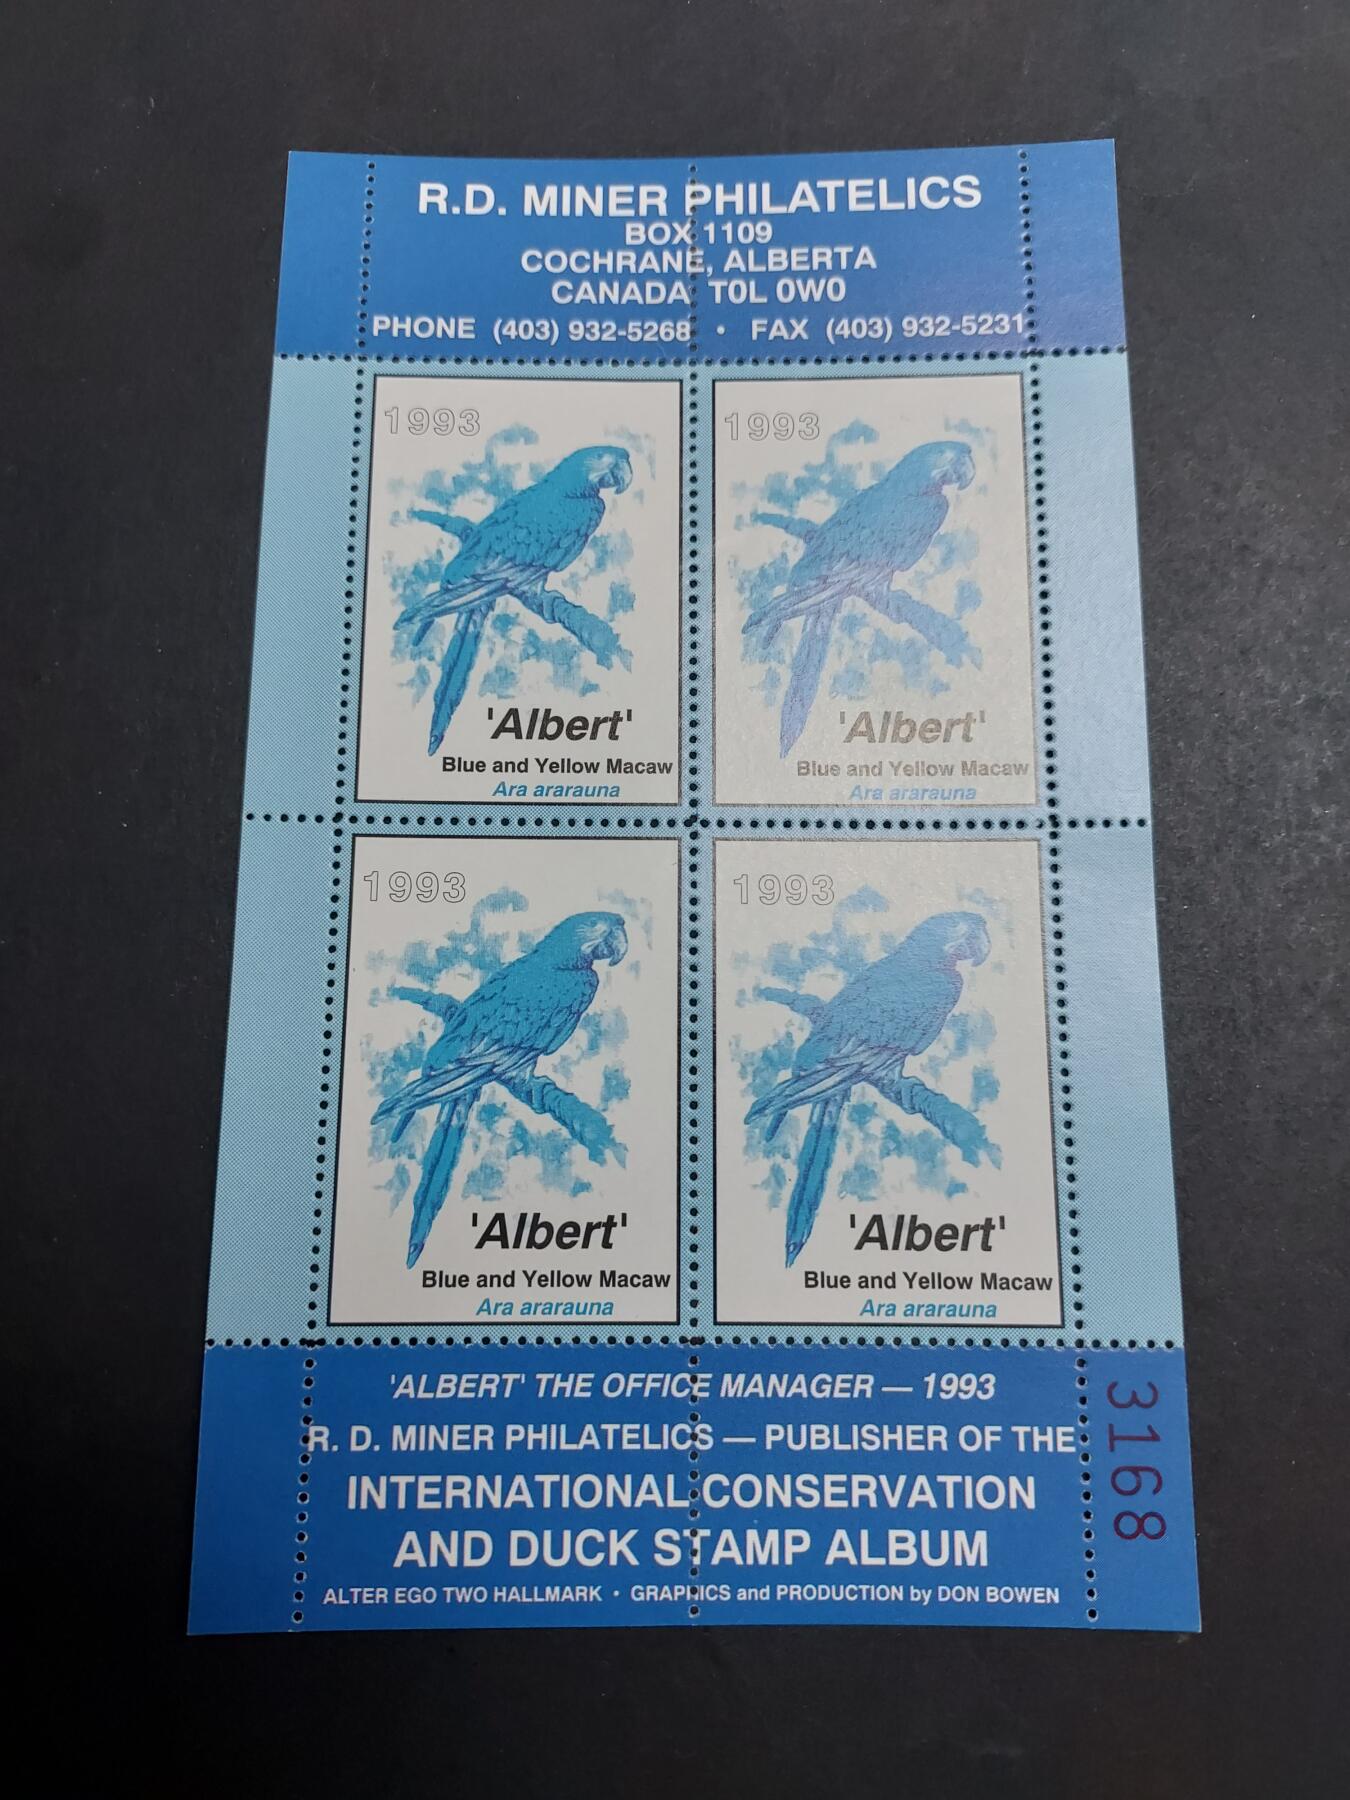 R.D. MINER PHILATELICS
BOX 1109
COCHRANE, ALBERTA
CANADA T0L 0W0
PHONE (403) 932-5268 • FAX (403) 932-5231
1993
'Albert'
Blue and Yellow Macaw
Ara ararauna
1993
'Albert'
Blue and Yellow Macaw
Ara ararauna
1993
'Albert'
Blue and Yellow Macaw
Ara ararauna
1993
'Albert'
Blue and Yellow Macaw
Ara ararauna
'ALBERT' THE OFFICE MANAGER — 1993
R. D. MINER PHILATELICS — PUBLISHER OF THE
INTERNATIONAL CONSERVATION
AND DUCK STAMP ALBUM
ALTER EGO TWO HALLMARK • GRAPHICS and PRODUCTION by DON BOWEN
3168